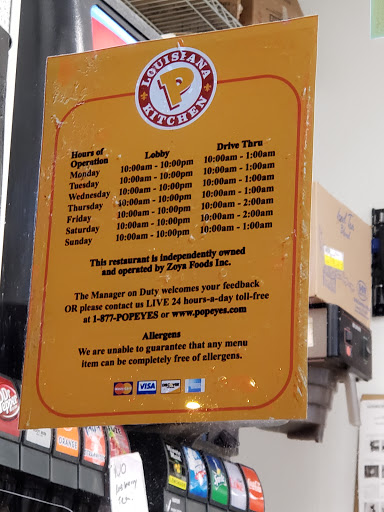 LOUISIANA
P
KITCHEN
Hours of Operation Lobby Drive Thru
Monday 10:00am - 10:00pm 10:00am - 1:00am
Tuesday 10:00am - 10:00pm 10:00am - 1:00am
Wednesday 10:00am - 10:00pm 10:00am - 1:00am
Thursday 10:00am - 10:00pm 10:00am - 1:00am
Friday 10:00am - 10:00pm 10:00am - 2:00am
Saturday 10:00am - 10:00pm 10:00am - 2:00am
Sunday 10:00am - 10:00pm 10:00am - 1:00am
This restaurant is independently owned
and operated by Zoya Foods Inc.
The Manager on Duty welcomes your feedback
OR please contact us LIVE 24 hours-a-day toll-free
at 1-877-POPEYES or www.popeyes.com
Allergens
We are unable to guarantee that any menu
item can be completely free of allergens.
VISA
Dr Pepper
ORANGE